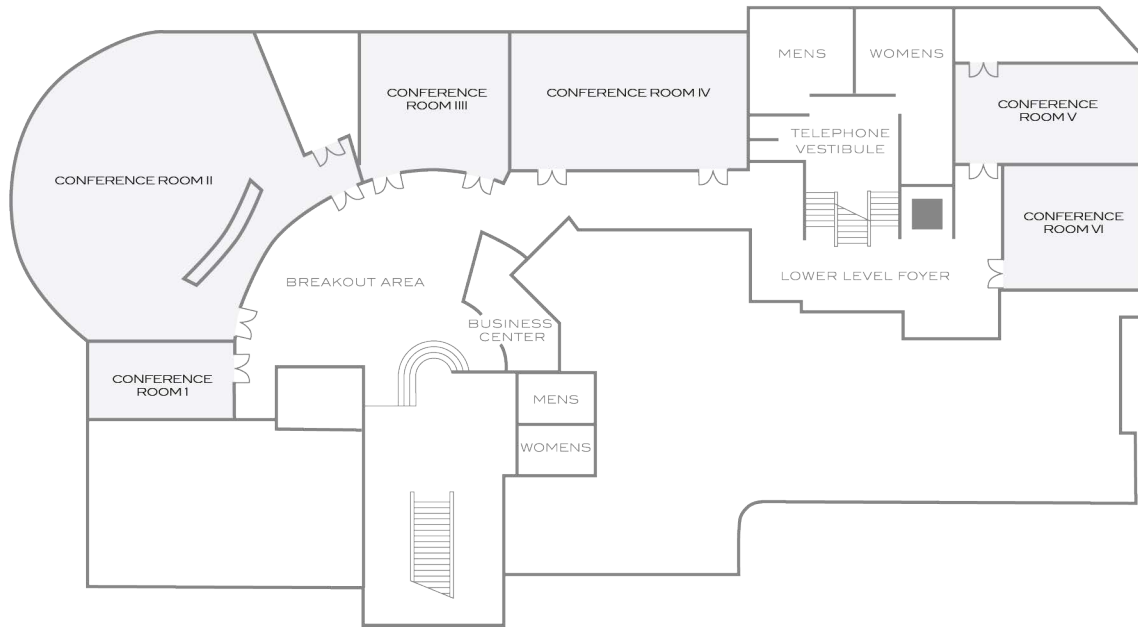 MENS
WOMENS
CONFERENCE
ROOM IIII
CONFERENCE ROOM IV
CONFERENCE
ROOM V
TELEPHONE
VESTIBULE
CONFERENCE ROOM II
CONFERENCE
ROOM VI
BREAKOUT AREA
LOWER LEVEL FOYER
BUSINESS
CENTER
CONFERENCE
ROOM I
MENS
WOMENS